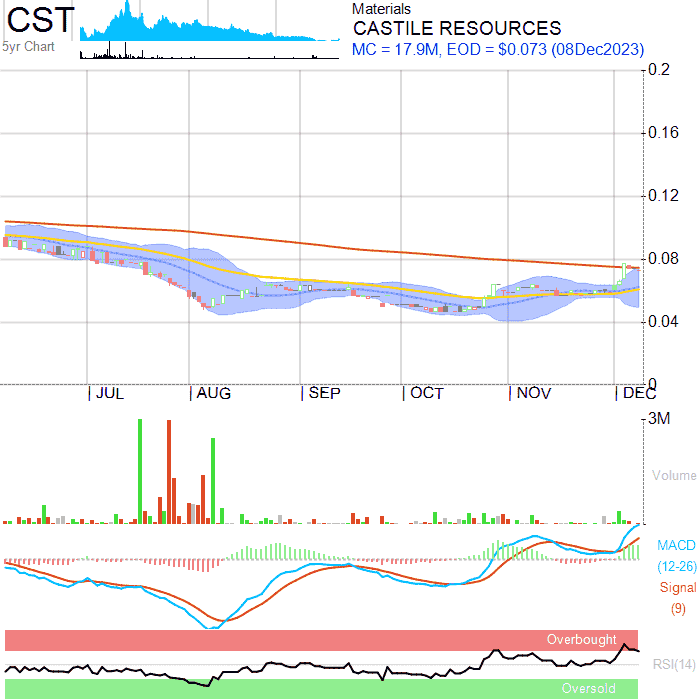 CST
5yr Chart
Materials
CASTILE RESOURCES
MC = 17.9M, EOD = $0.073 (08Dec2023)
0.2
0.16
0.12
0.08
0.04
0
JUL
AUG
SEP
OCT
NOV
DEC
3M
Volume
MACD
(12-26)
Signal
(9)
Overbought
RSI(14)
Oversold